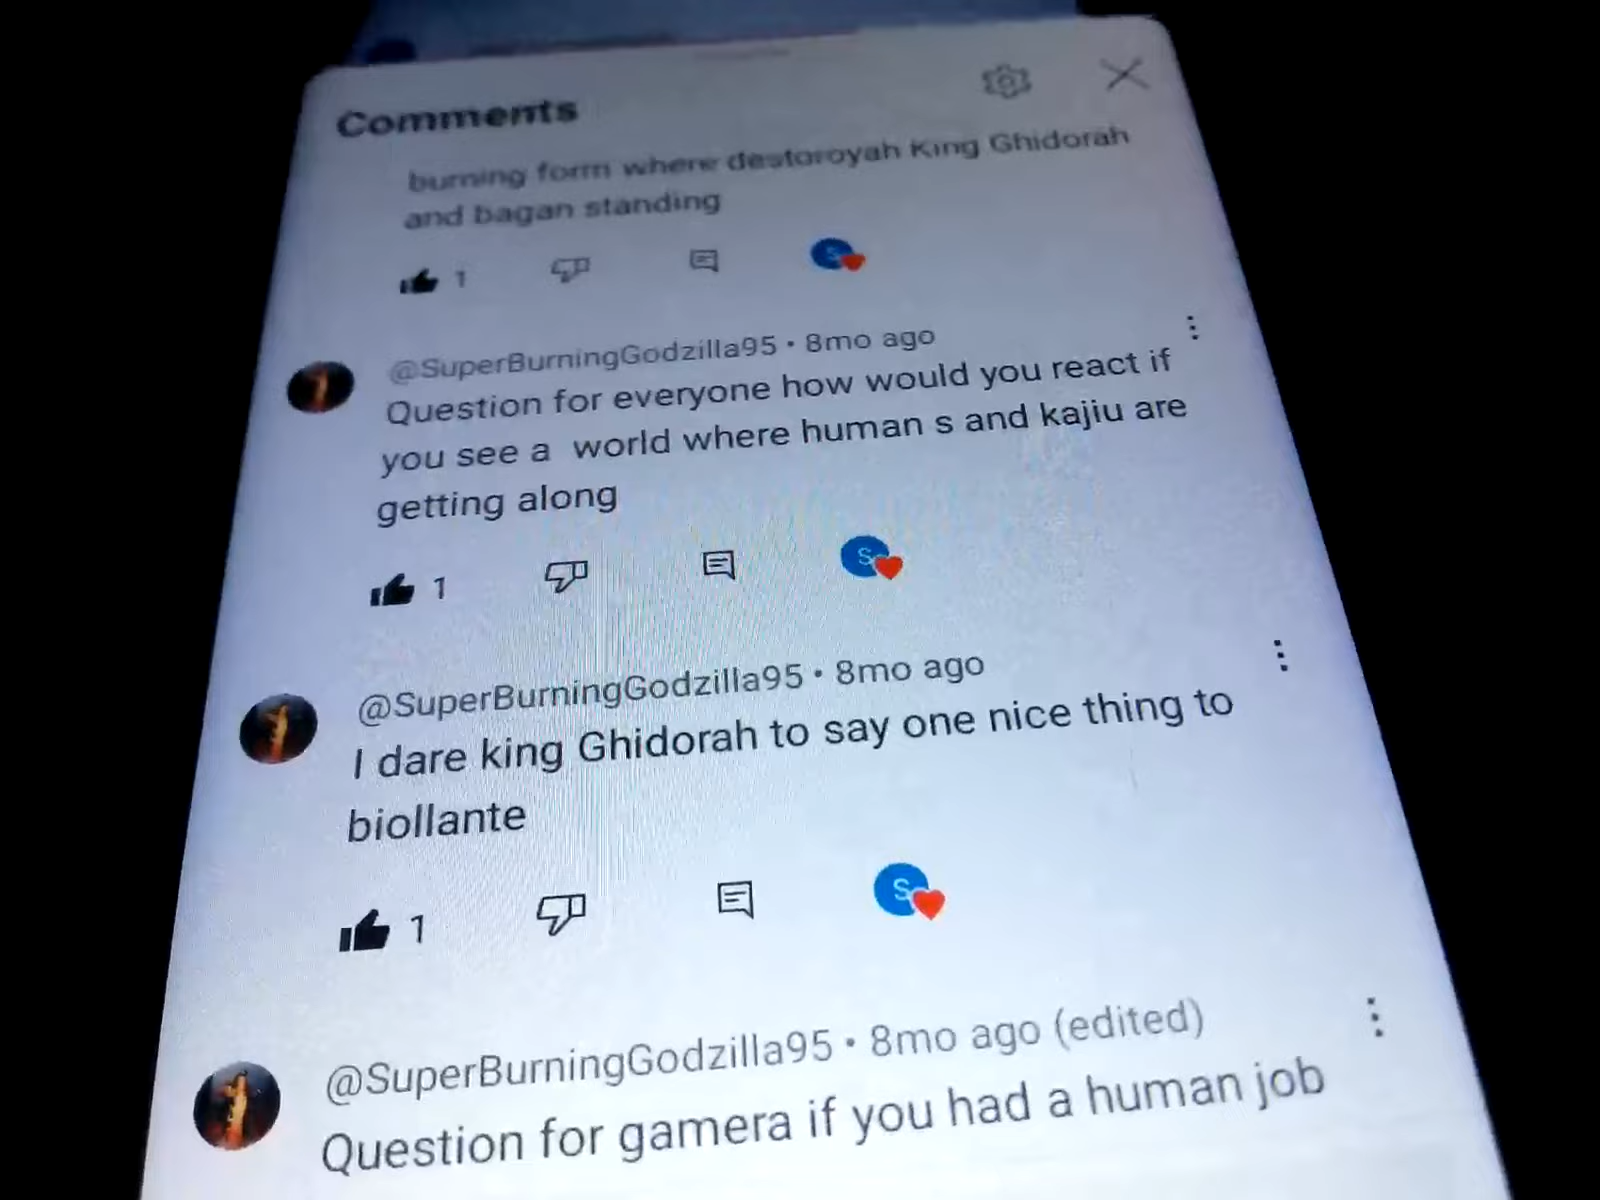 Comments
burning form where destoroyah King Ghidorah
and bagan standing
1
@SuperBurningGodzilla95 • 8mo ago
Question for everyone how would you react if
you see a  world where human s and kajiu are
getting along
1
S
@SuperBurningGodzilla95 • 8mo ago
I dare king Ghidorah to say one nice thing to
biollante
1
S
@SuperBurningGodzilla95 • 8mo ago (edited)
Question for gamera if you had a human job